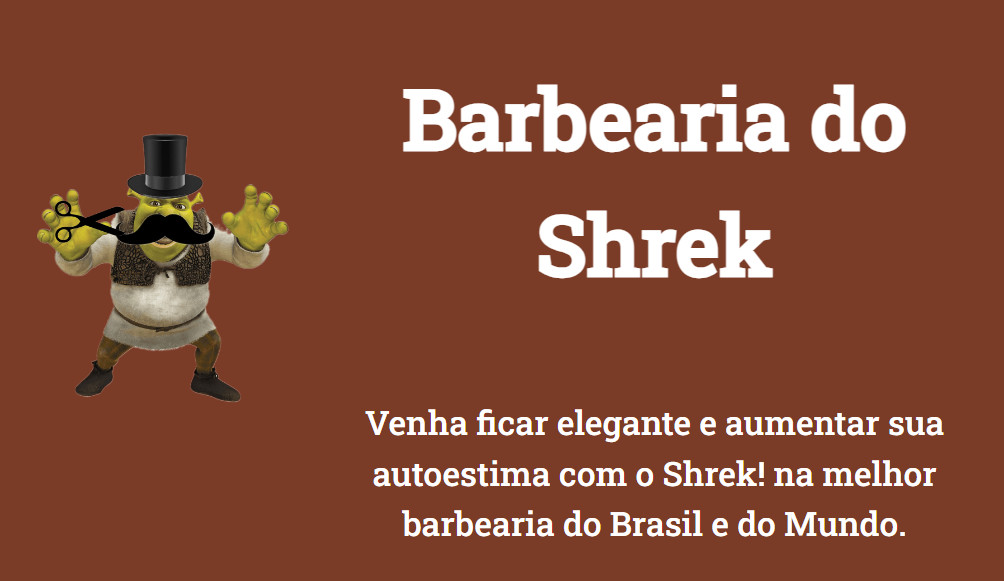 Barbearia do
Shrek
Venha ficar elegante e aumentar sua
autoestima com o Shrek! na melhor
barbearia do Brasil e do Mundo.